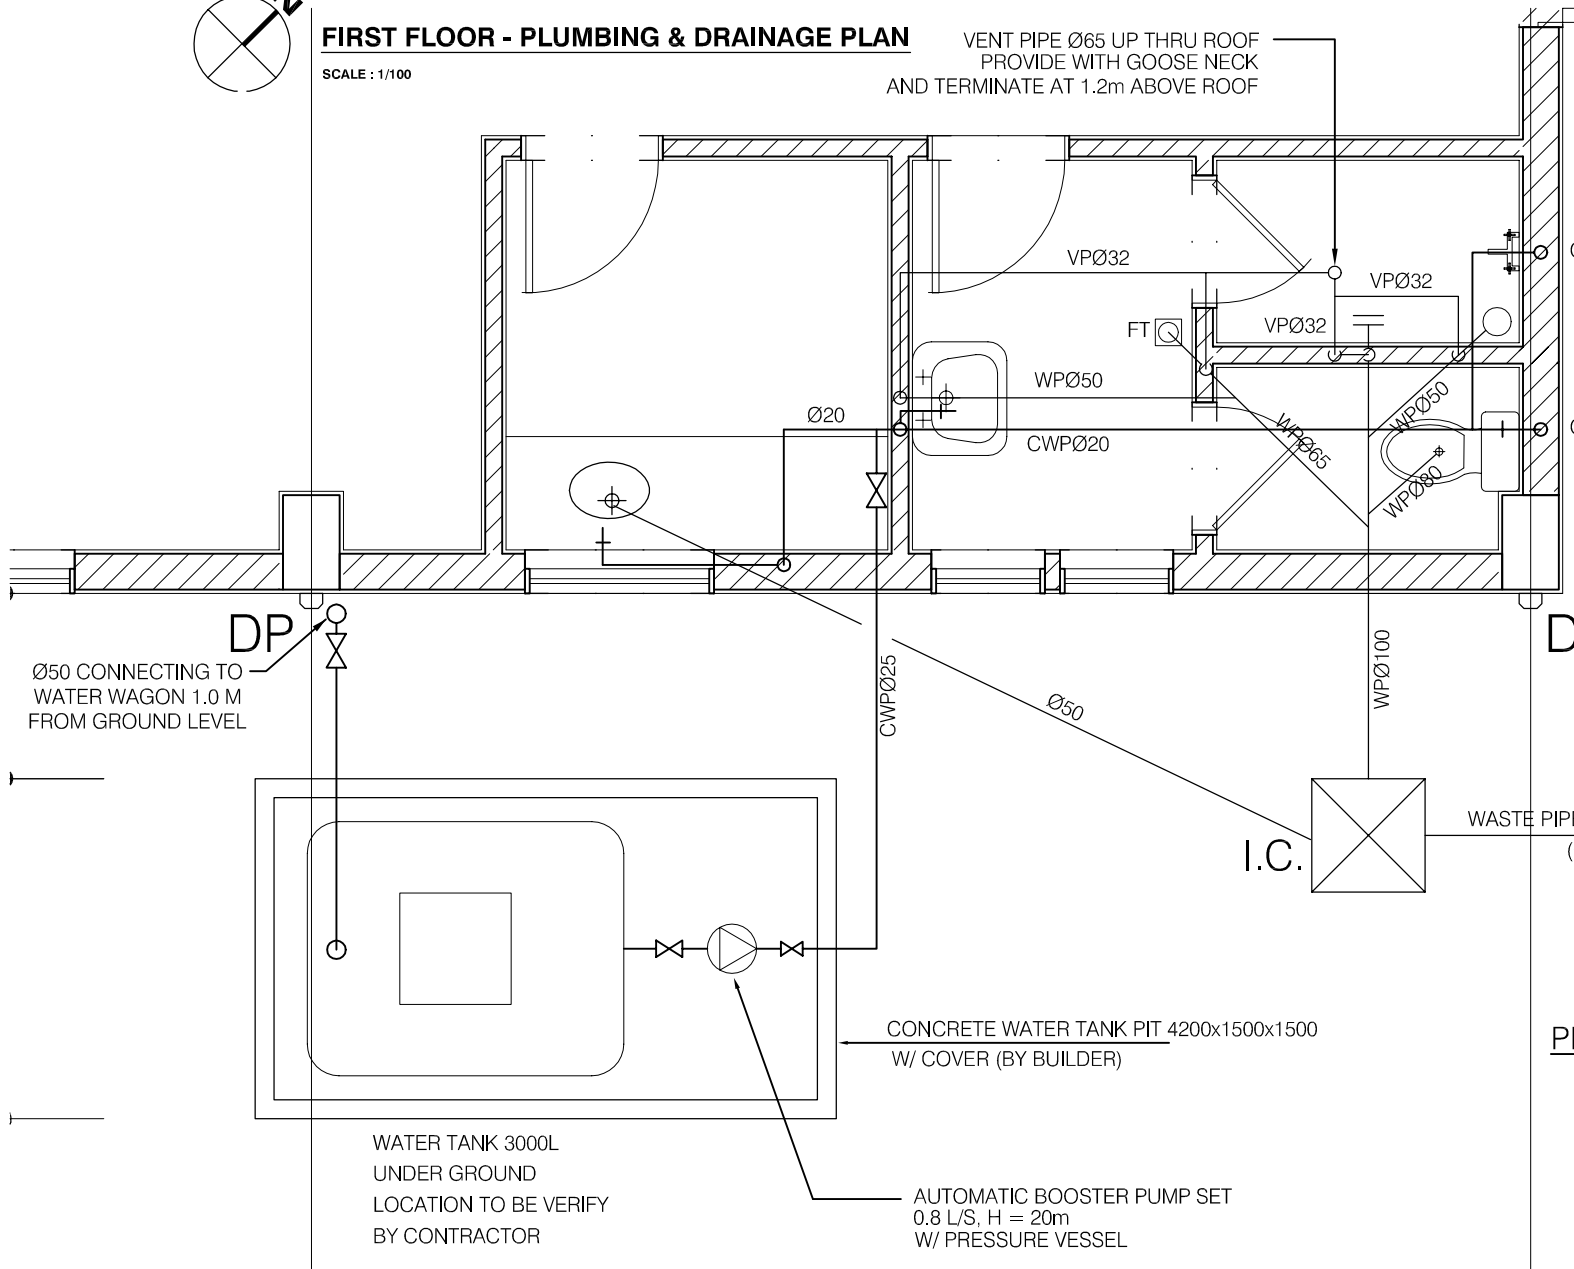 N
FIRST FLOOR - PLUMBING & DRAINAGE PLAN
SCALE : 1/100
VENT PIPE Ø65 UP THRU ROOF
PROVIDE WITH GOOSE NECK
AND TERMINATE AT 1.2m ABOVE ROOF
VPØ32
VPØ32
VPØ32
FT
WPØ50
WPØ50
Ø20
CWPØ20
WPØ65
WPØ80
DP
Ø50 CONNECTING TO
WATER WAGON 1.0 M
FROM GROUND LEVEL
CWPØ25
Ø50
WPØ100
D
I.C.
WASTE PIPE
(
CONCRETE WATER TANK PIT 4200x1500x1500
W/ COVER (BY BUILDER)
WATER TANK 3000L
UNDER GROUND
LOCATION TO BE VERIFY
BY CONTRACTOR
AUTOMATIC BOOSTER PUMP SET
0.8 L/S, H = 20m
W/ PRESSURE VESSEL